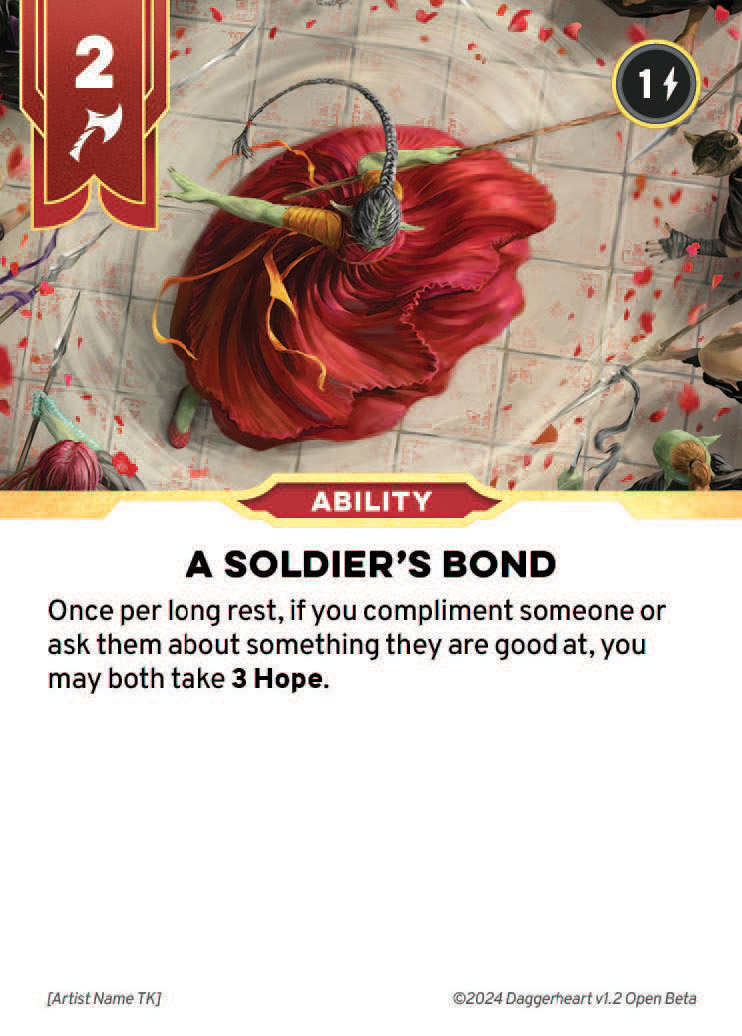 2
1
ABILITY
A SOLDIER’S BOND
Once per long rest, if you compliment someone or
ask them about something they are good at, you
may both take 3 Hope.
[Artist Name TK]
©2024 Daggerheart v1.2 Open Beta